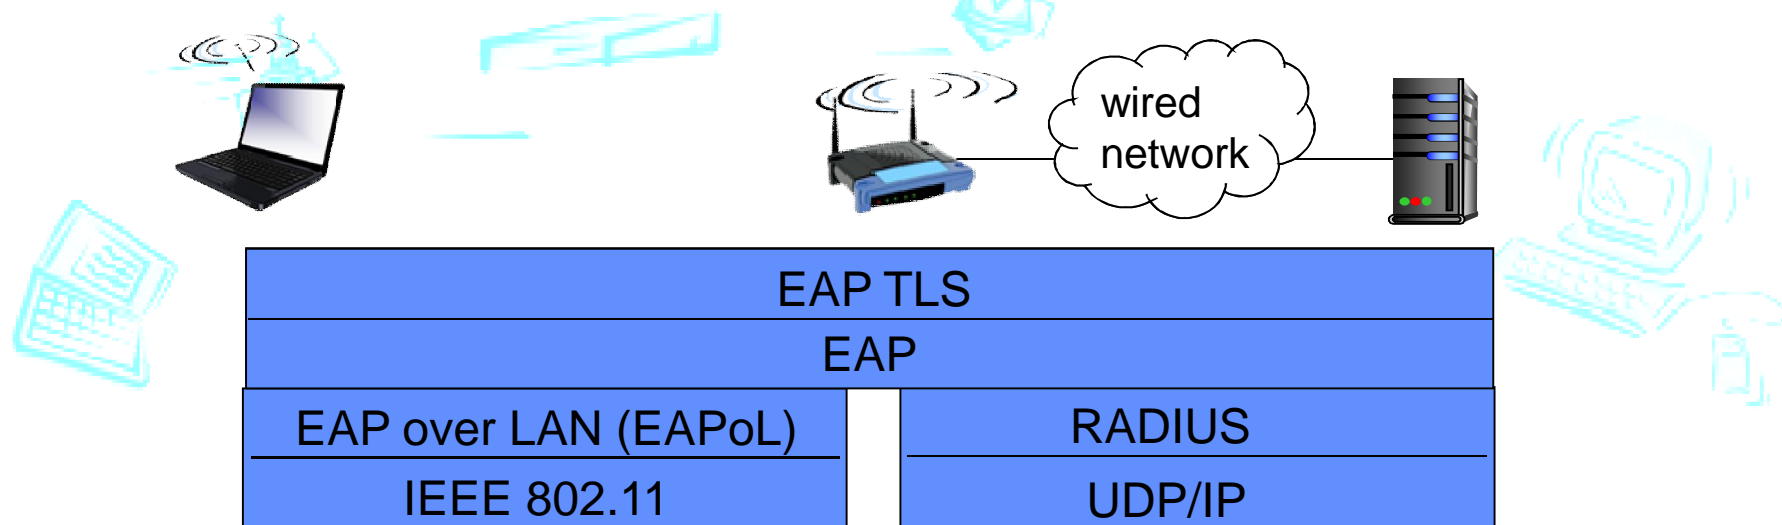 wired
network
EAP TLS
EAP
EAP over LAN (EAPoL)
IEEE 802.11
RADIUS
UDP/IP